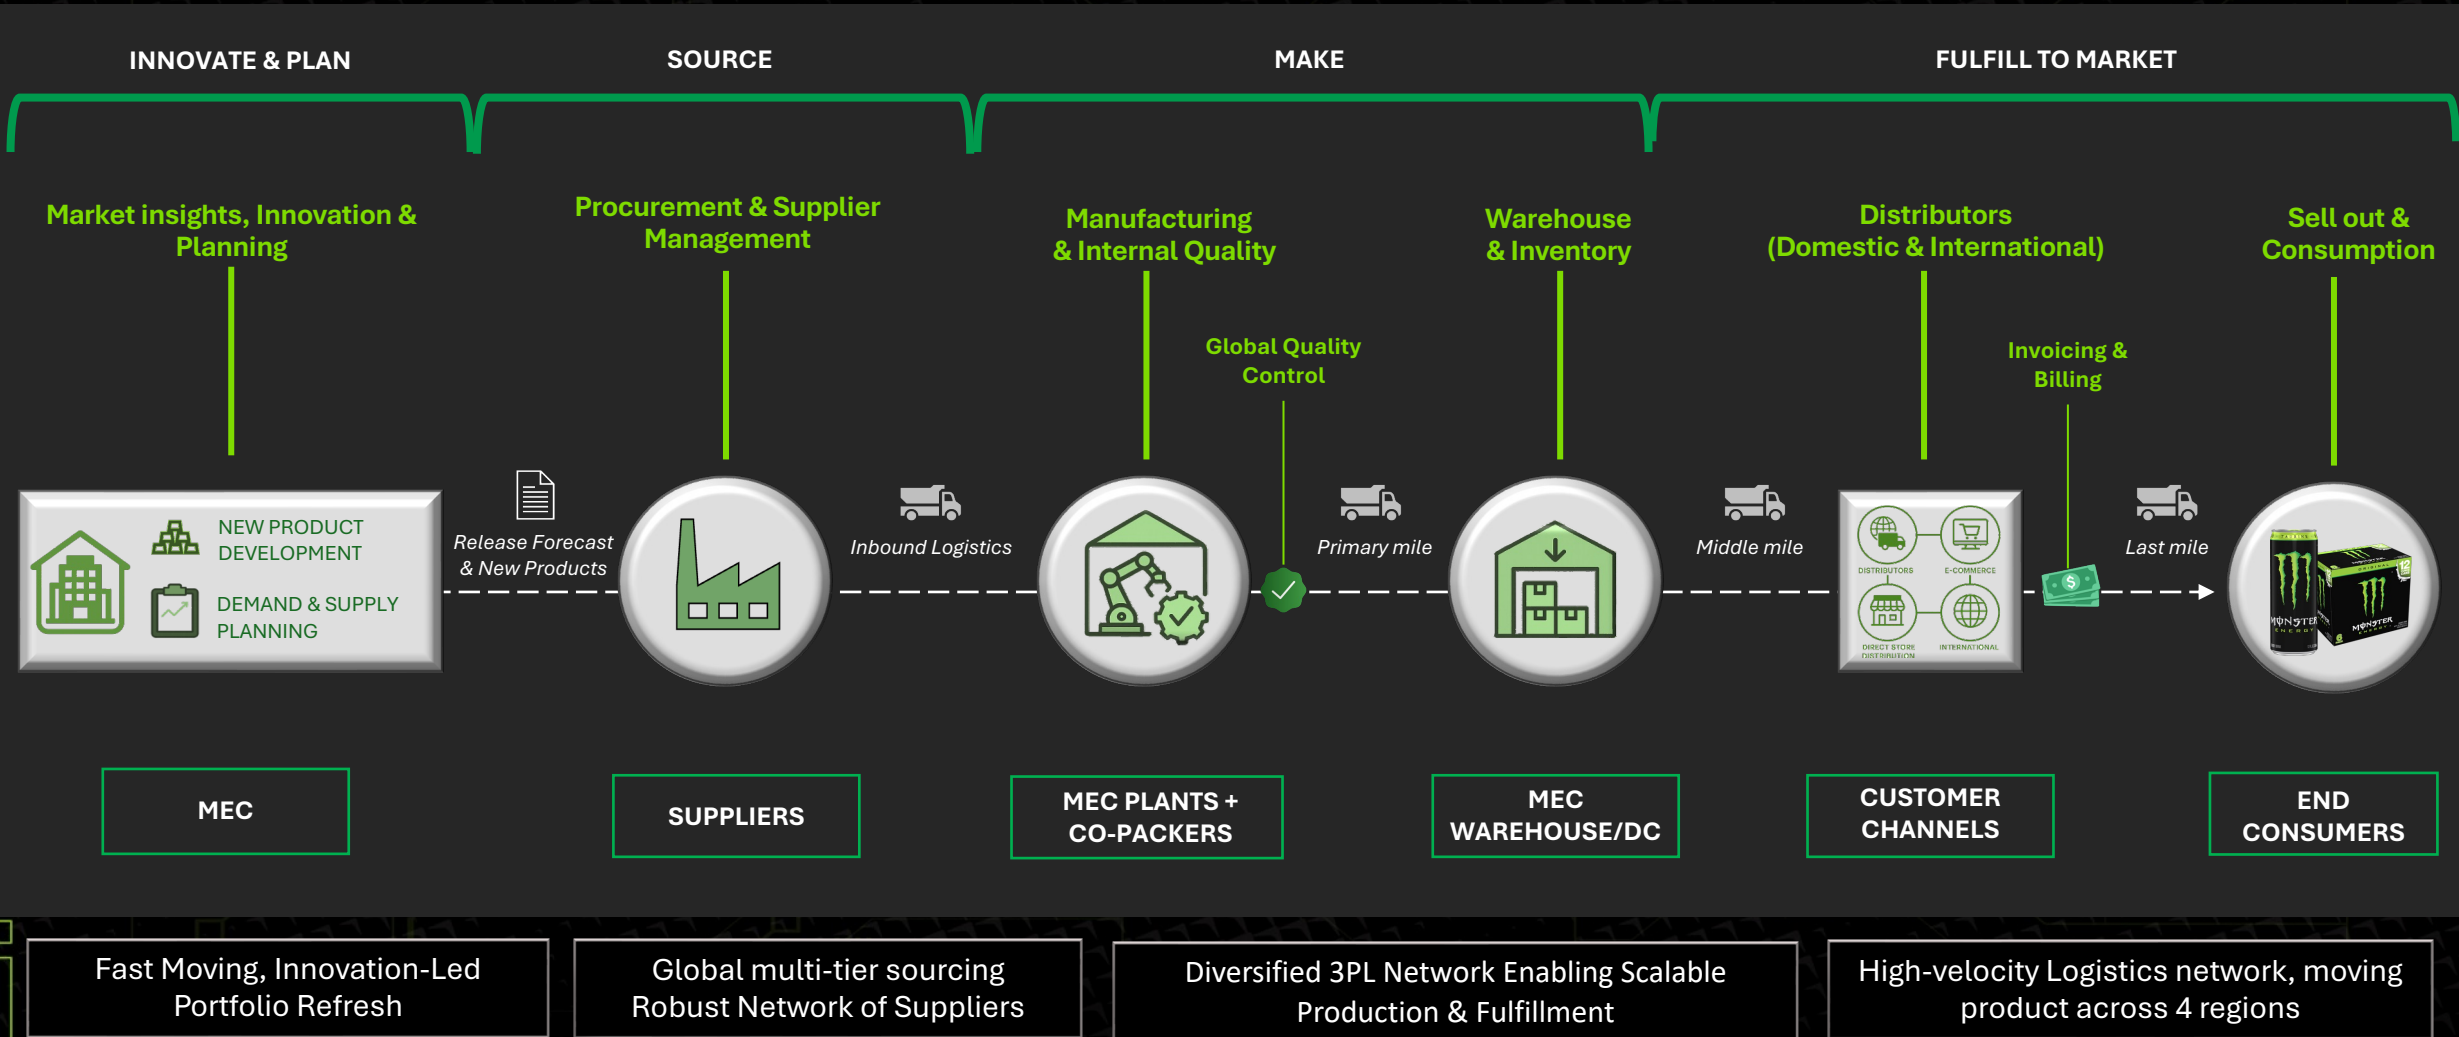 INNOVATE & PLAN
SOURCE
MAKE
FULFILL TO MARKET
Market insights, Innovation &
Planning
Procurement & Supplier
Management
Manufacturing
& Internal Quality
Warehouse
& Inventory
Distributors
(Domestic & International)
Sell out &
Consumption
Global Quality
Control
Invoicing &
Billing
NEW PRODUCT
DEVELOPMENT
DEMAND & SUPPLY
PLANNING
Release Forecast
& New Products
Inbound Logistics
Primary mile
Middle mile
DISTRIBUTORS
E-COMMERCE
DIRECT STORE
DISTRIBUTION
INTERNATIONAL
Last mile
MONSTER
ENERGY
ORIGINAL
12
MONSTER
ENERGY
MEC
SUPPLIERS
MEC PLANTS +
CO-PACKERS
MEC
WAREHOUSE/DC
CUSTOMER
CHANNELS
END
CONSUMERS
Fast Moving, Innovation-Led
Portfolio Refresh
Global multi-tier sourcing
Robust Network of Suppliers
Diversified 3PL Network Enabling Scalable
Production & Fulfillment
High-velocity Logistics network, moving
product across 4 regions